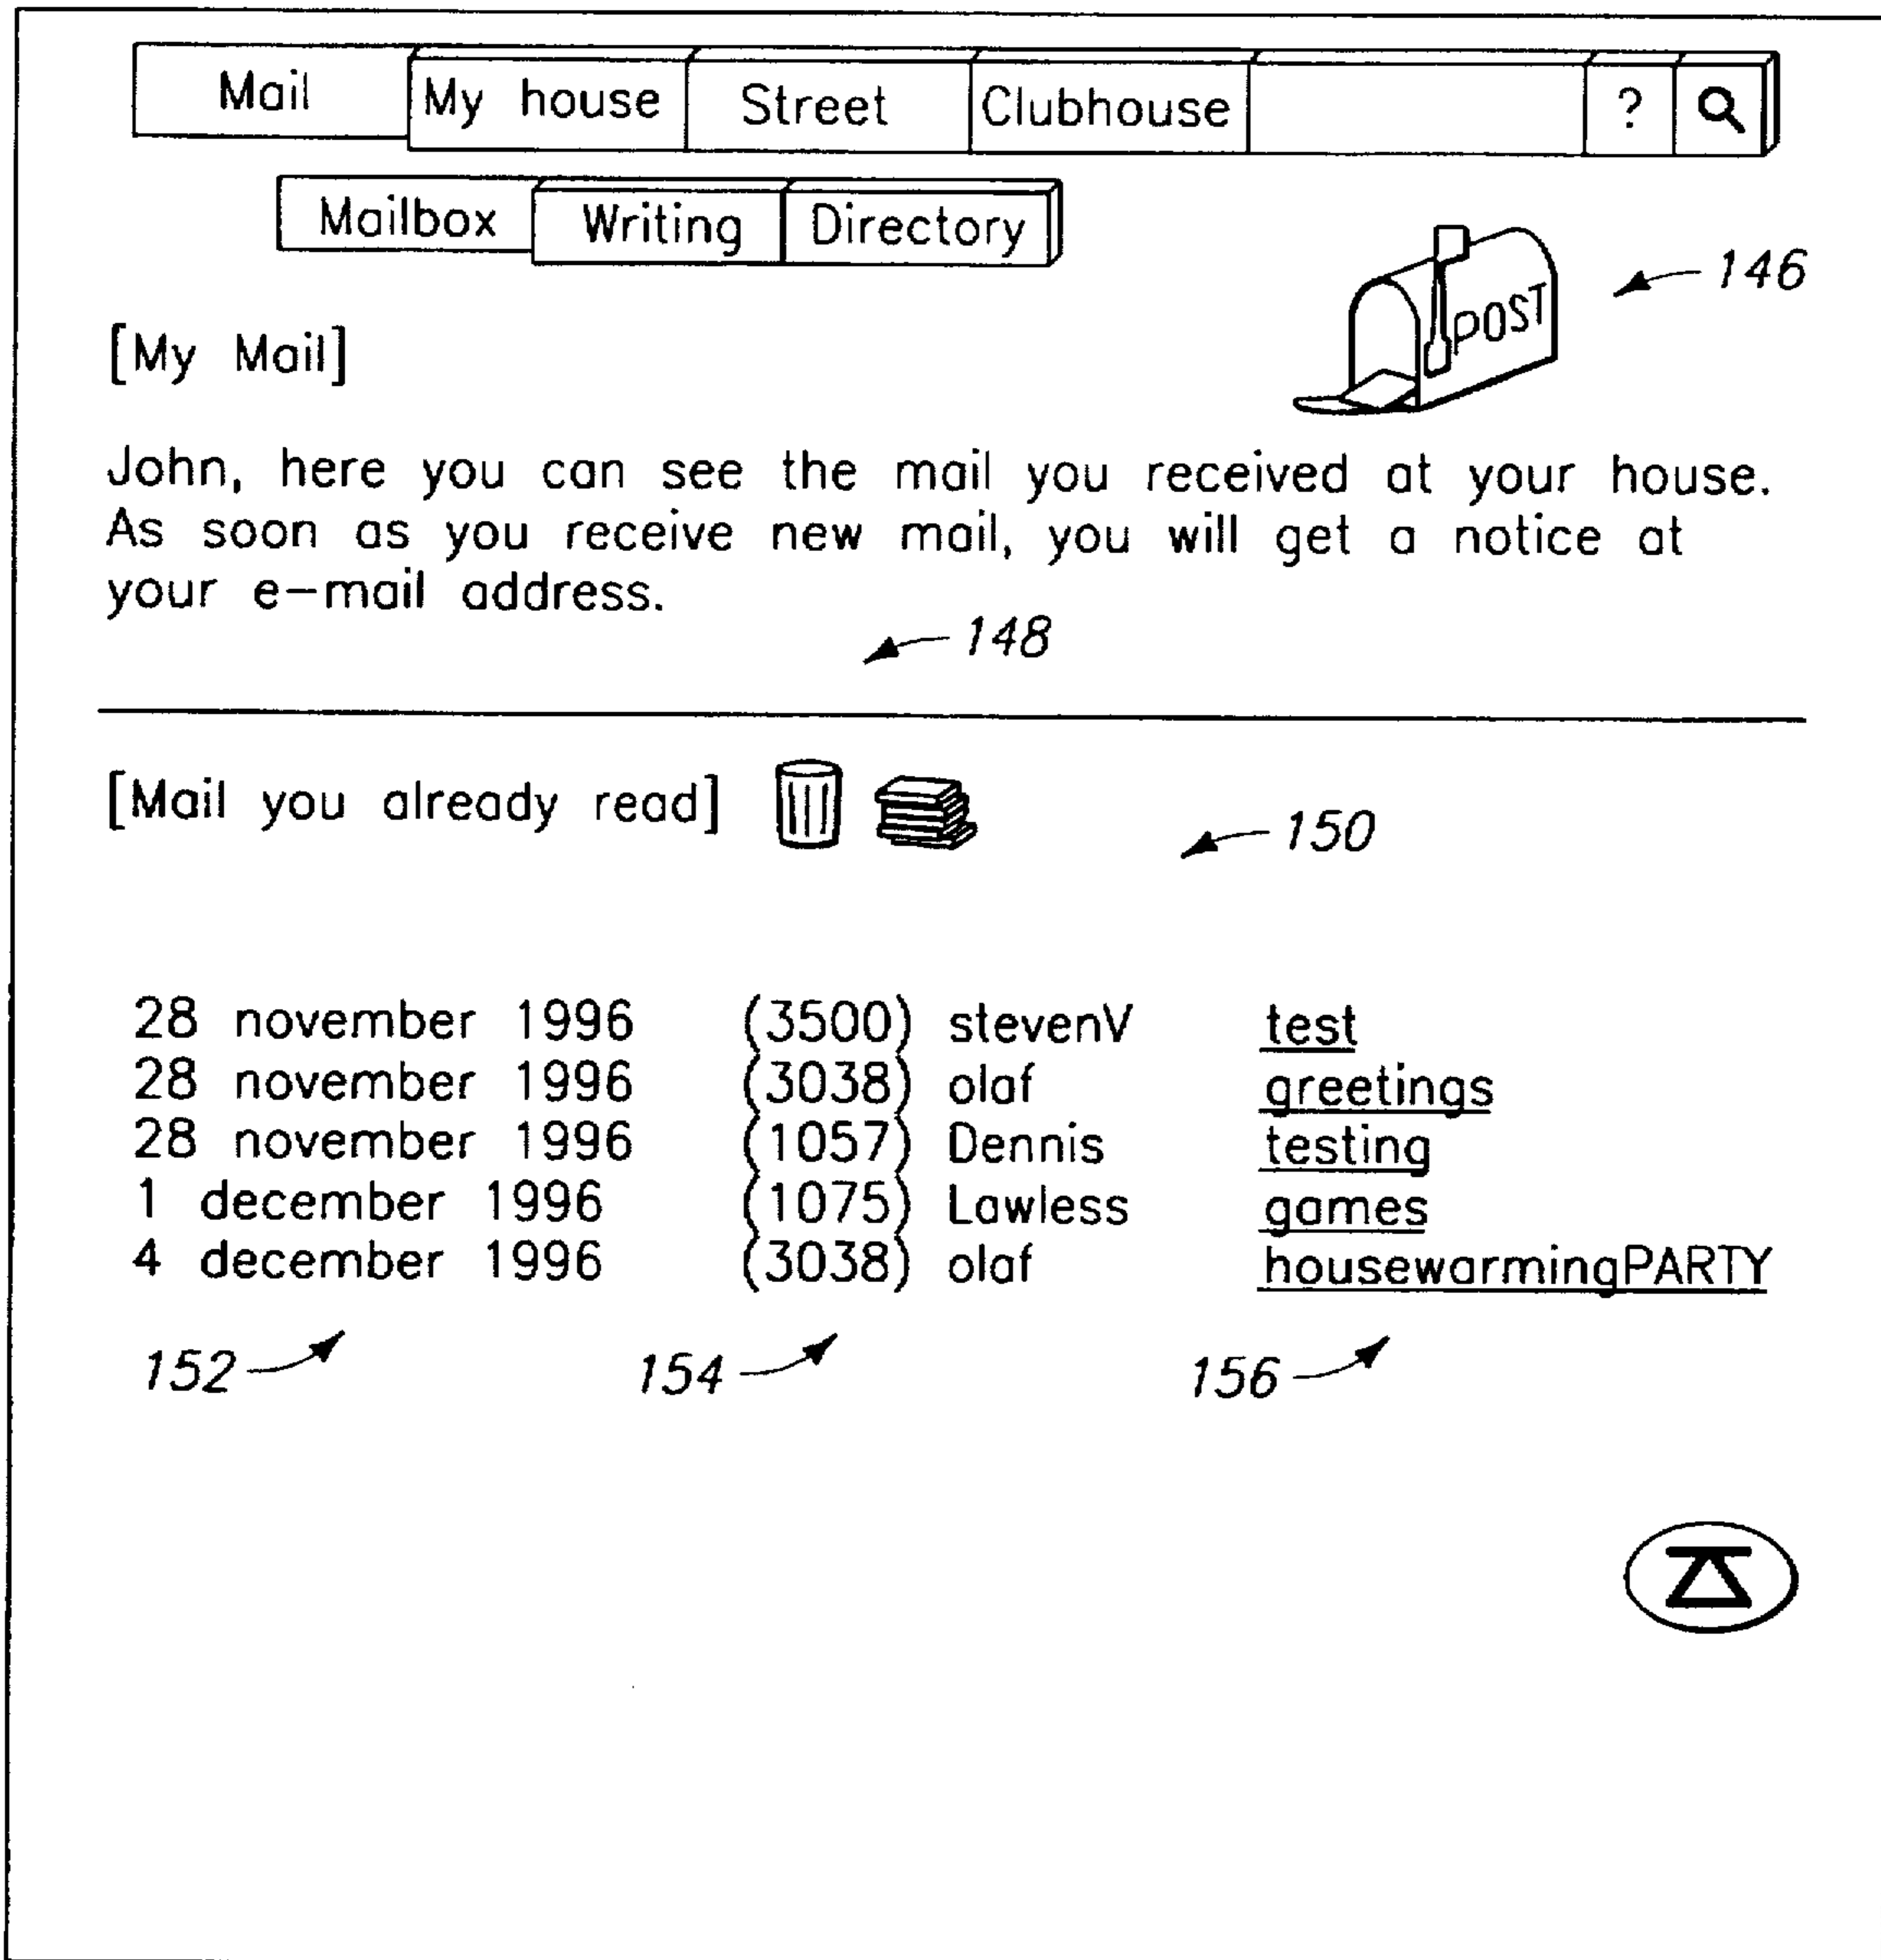 Mail My house Street Clubhouse ?
Mailbox Writing Directory
POST
146
[My Mail]
John, here you can see the mail you received at your house.
As soon as you receive new mail, you will get a notice at
your e-mail address.
148
[Mail you already read]
150
28 november 1996 (3500) stevenV test
28 november 1996 (3038) olaf greetings
28 november 1996 (1057) Dennis testing
1 december 1996 (1075) Lawless games
4 december 1996 (3038) olaf housewarmingPARTY
152 154 156